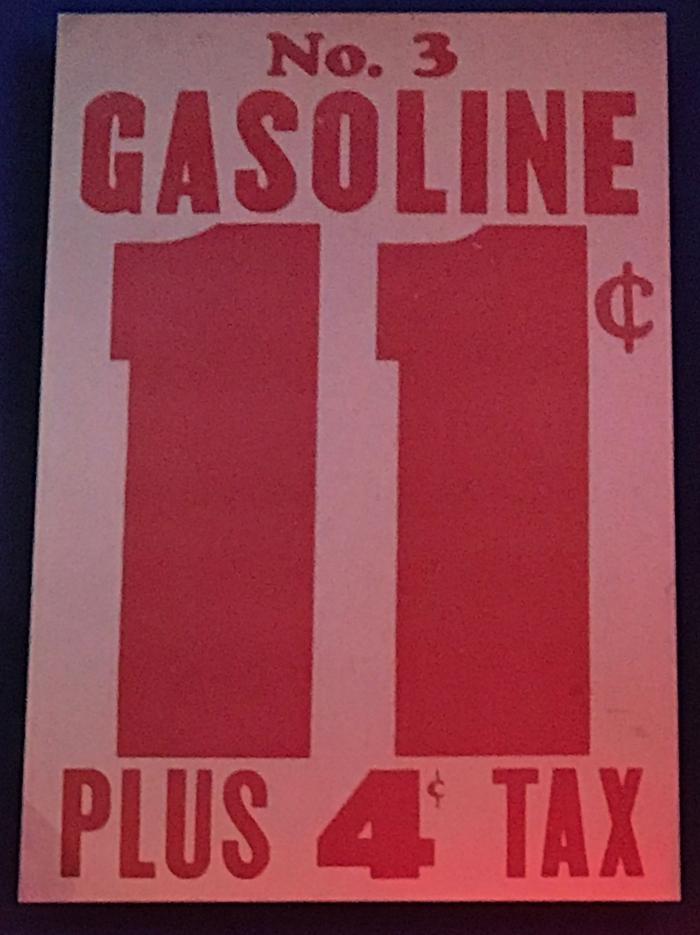 No. 3
GASOLINE
11¢
PLUS 4¢ TAX